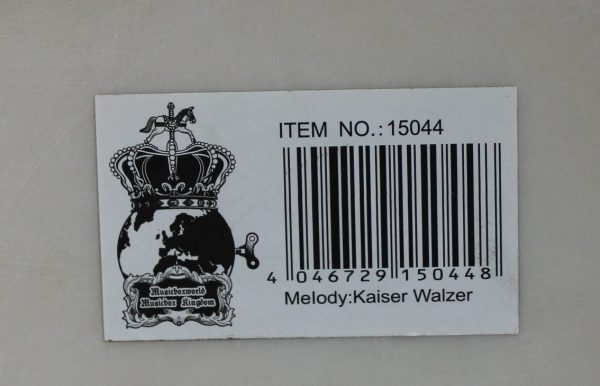 ITEM NO.:15044
4 046729 150448
Melody:Kaiser Walzer
Musicboxworld
Musicbox Kingdom